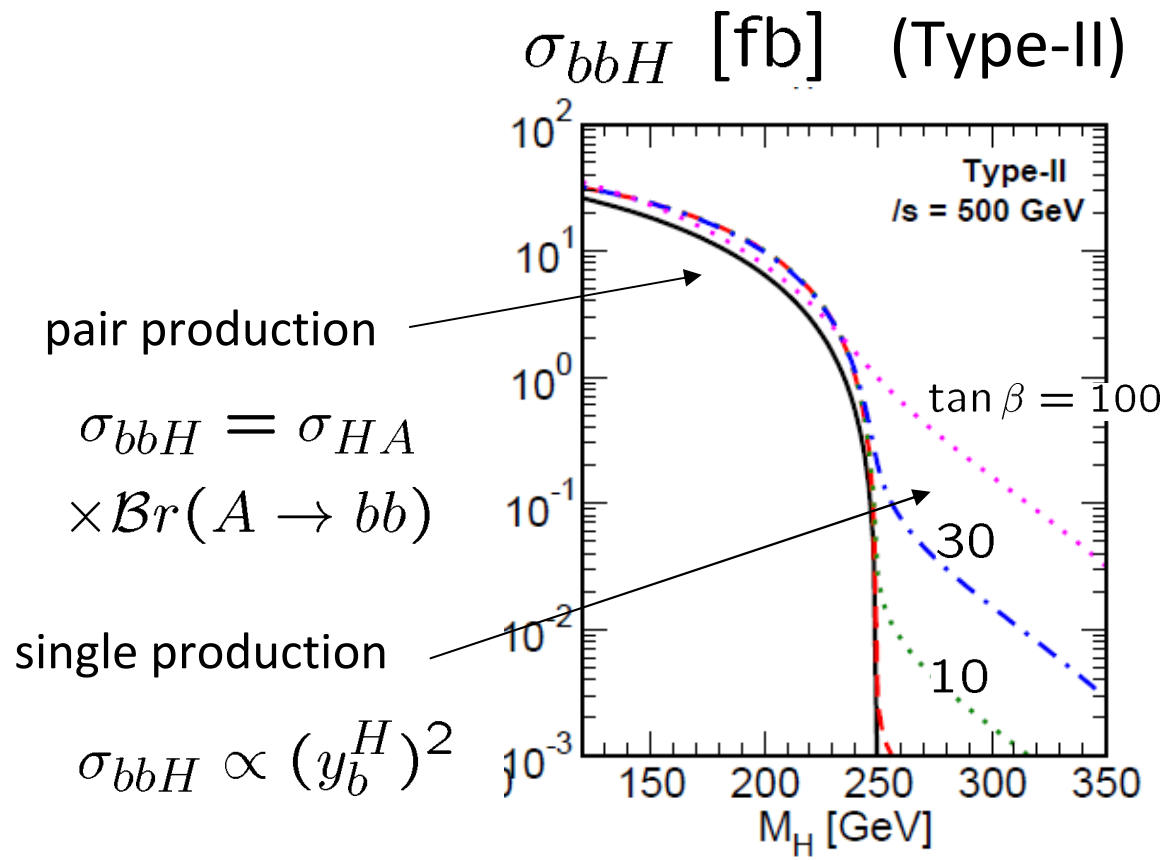 σ_{bbH} [fb] (Type-II)
10^2
Type-II
/s = 500 GeV
10^1
pair production
10^0
tan β = 100
σ_{bbH} = σ_{HA}
× Br(A → bb)
10^{-1}
30
10^{-2}
single production
10
σ_{bbH} ∝ (y_b^H)^2
10^{-3}
150 200 250 300 350
M_H [GeV]